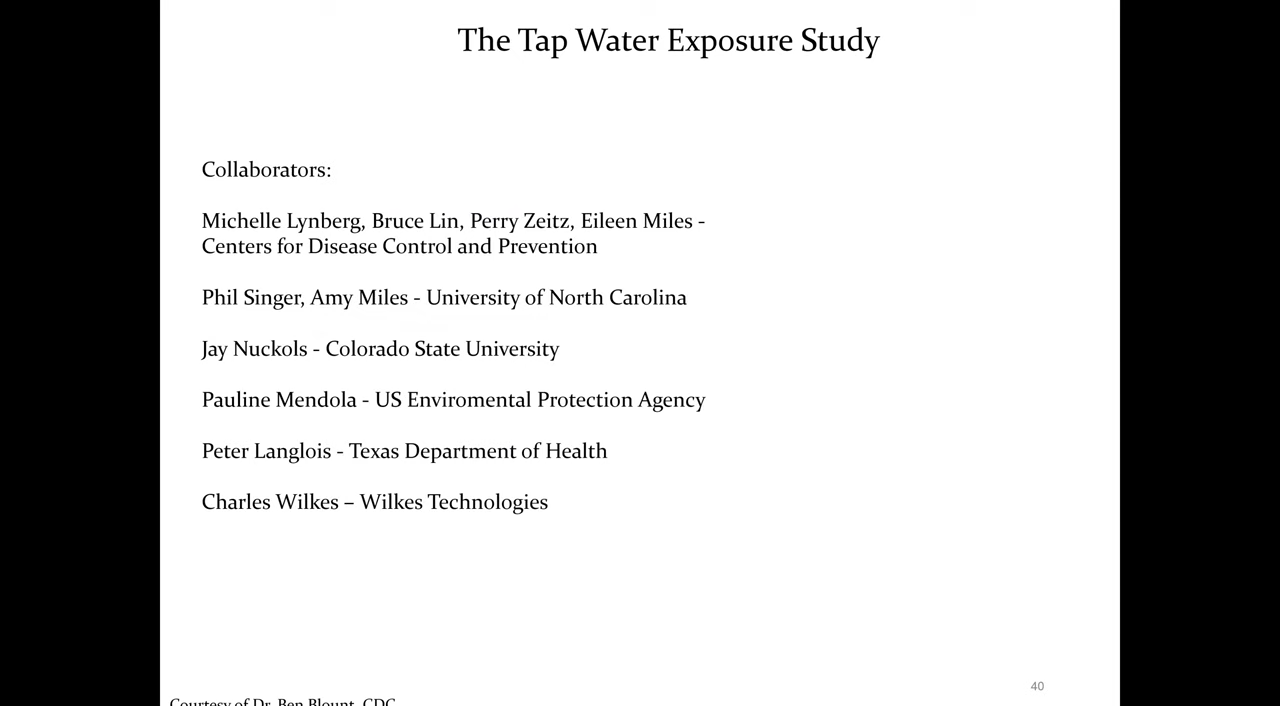 The Tap Water Exposure Study
Collaborators:
Michelle Lynberg, Bruce Lin, Perry Zeitz, Eileen Miles -
Centers for Disease Control and Prevention
Phil Singer, Amy Miles - University of North Carolina
Jay Nuckols - Colorado State University
Pauline Mendola - US Enviromental Protection Agency
Peter Langlois - Texas Department of Health
Charles Wilkes – Wilkes Technologies
40
Courtesy of Dr. Ben Blount, CDC